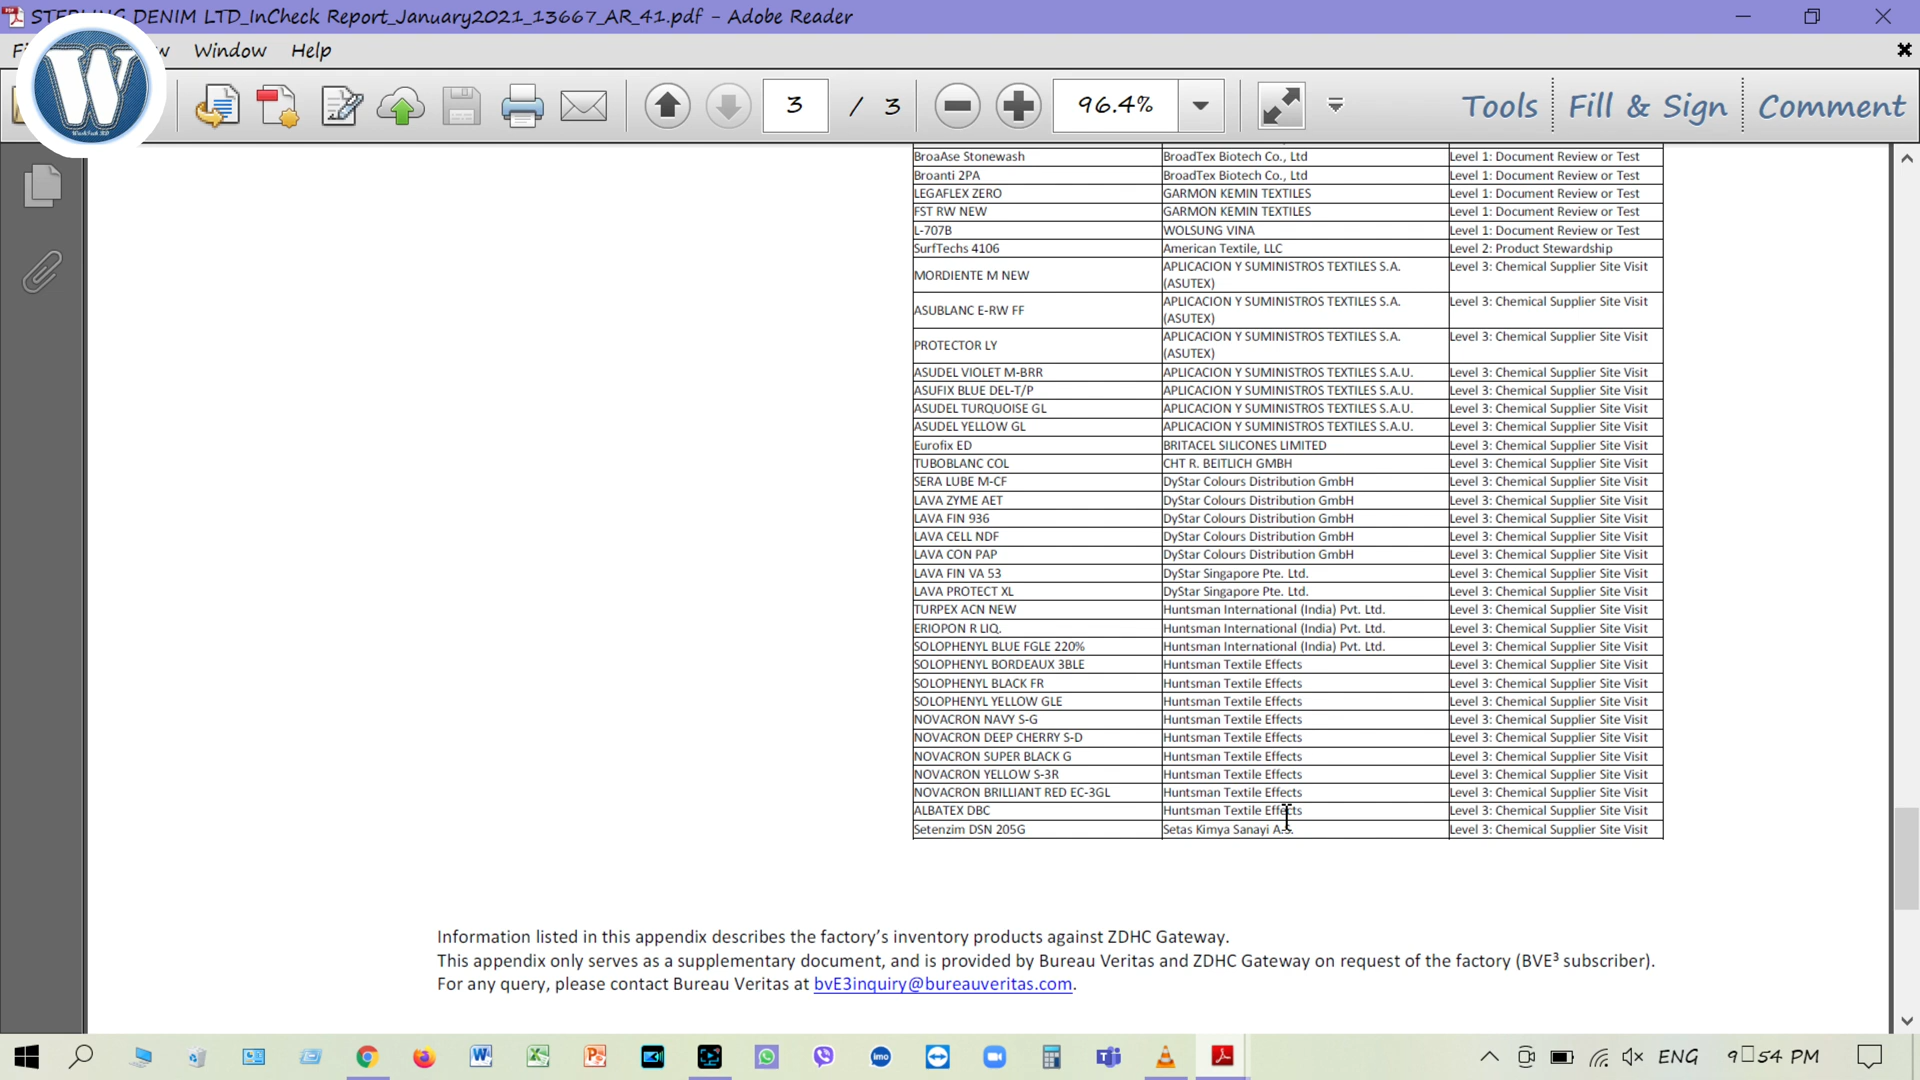 STERLING DENIM LTD_InCheck Report_January2021_13667_AR_41.pdf - Adobe Reader
Window Help
W
WashTech BD
3 / 3 96.4% Tools Fill & Sign Comment
BroaAse Stonewash BroadTex Biotech Co., Ltd Level 1: Document Review or Test
Broanti 2PA BroadTex Biotech Co., Ltd Level 1: Document Review or Test
LEGAFLEX ZERO GARMON KEMIN TEXTILES Level 1: Document Review or Test
FST RW NEW GARMON KEMIN TEXTILES Level 1: Document Review or Test
L-707B WOLSUNG VINA Level 1: Document Review or Test
SurfTechs 4106 American Textile, LLC Level 2: Product Stewardship
MORDIENTE M NEW APLICACION Y SUMINISTROS TEXTILES S.A. (ASUTEX) Level 3: Chemical Supplier Site Visit
ASUBLANC E-RW FF APLICACION Y SUMINISTROS TEXTILES S.A. (ASUTEX) Level 3: Chemical Supplier Site Visit
PROTECTOR LY APLICACION Y SUMINISTROS TEXTILES S.A. (ASUTEX) Level 3: Chemical Supplier Site Visit
ASUDEL VIOLET M-BRR APLICACION Y SUMINISTROS TEXTILES S.A.U. Level 3: Chemical Supplier Site Visit
ASUFIX BLUE DEL-T/P APLICACION Y SUMINISTROS TEXTILES S.A.U. Level 3: Chemical Supplier Site Visit
ASUDEL TURQUOISE GL APLICACION Y SUMINISTROS TEXTILES S.A.U. Level 3: Chemical Supplier Site Visit
ASUDEL YELLOW GL APLICACION Y SUMINISTROS TEXTILES S.A.U. Level 3: Chemical Supplier Site Visit
Eurofix ED BRITACEL SILICONES LIMITED Level 3: Chemical Supplier Site Visit
TUBOBLANC COL CHT R. BEITLICH GMBH Level 3: Chemical Supplier Site Visit
SERA LUBE M-CF DyStar Colours Distribution GmbH Level 3: Chemical Supplier Site Visit
LAVA ZYME AET DyStar Colours Distribution GmbH Level 3: Chemical Supplier Site Visit
LAVA FIN 936 DyStar Colours Distribution GmbH Level 3: Chemical Supplier Site Visit
LAVA CELL NDF DyStar Colours Distribution GmbH Level 3: Chemical Supplier Site Visit
LAVA CON PAP DyStar Colours Distribution GmbH Level 3: Chemical Supplier Site Visit
LAVA FIN VA 53 DyStar Singapore Pte. Ltd. Level 3: Chemical Supplier Site Visit
LAVA PROTECT XL DyStar Singapore Pte. Ltd. Level 3: Chemical Supplier Site Visit
TURPEX ACN NEW Huntsman International (India) Pvt. Ltd. Level 3: Chemical Supplier Site Visit
ERIOPON R LIQ. Huntsman International (India) Pvt. Ltd. Level 3: Chemical Supplier Site Visit
SOLOPHENYL BLUE FGLE 220% Huntsman International (India) Pvt. Ltd. Level 3: Chemical Supplier Site Visit
SOLOPHENYL BORDEAUX 3BLE Huntsman Textile Effects Level 3: Chemical Supplier Site Visit
SOLOPHENYL BLACK FR Huntsman Textile Effects Level 3: Chemical Supplier Site Visit
SOLOPHENYL YELLOW GLE Huntsman Textile Effects Level 3: Chemical Supplier Site Visit
NOVACRON NAVY S-G Huntsman Textile Effects Level 3: Chemical Supplier Site Visit
NOVACRON DEEP CHERRY S-D Huntsman Textile Effects Level 3: Chemical Supplier Site Visit
NOVACRON SUPER BLACK G Huntsman Textile Effects Level 3: Chemical Supplier Site Visit
NOVACRON YELLOW S-3R Huntsman Textile Effects Level 3: Chemical Supplier Site Visit
NOVACRON BRILLIANT RED EC-3GL Huntsman Textile Effects Level 3: Chemical Supplier Site Visit
ALBATEX DBC Huntsman Textile Effects Level 3: Chemical Supplier Site Visit
Setenzim DSN 205G Setas Kimya Sanayi A.S. Level 3: Chemical Supplier Site Visit
Information listed in this appendix describes the factory's inventory products against ZDHC Gateway.
This appendix only serves as a supplementary document, and is provided by Bureau Veritas and ZDHC Gateway on request of the factory (BVE³ subscriber).
For any query, please contact Bureau Veritas at bvE3inquiry@bureauveritas.com.
ENG 9 54 PM